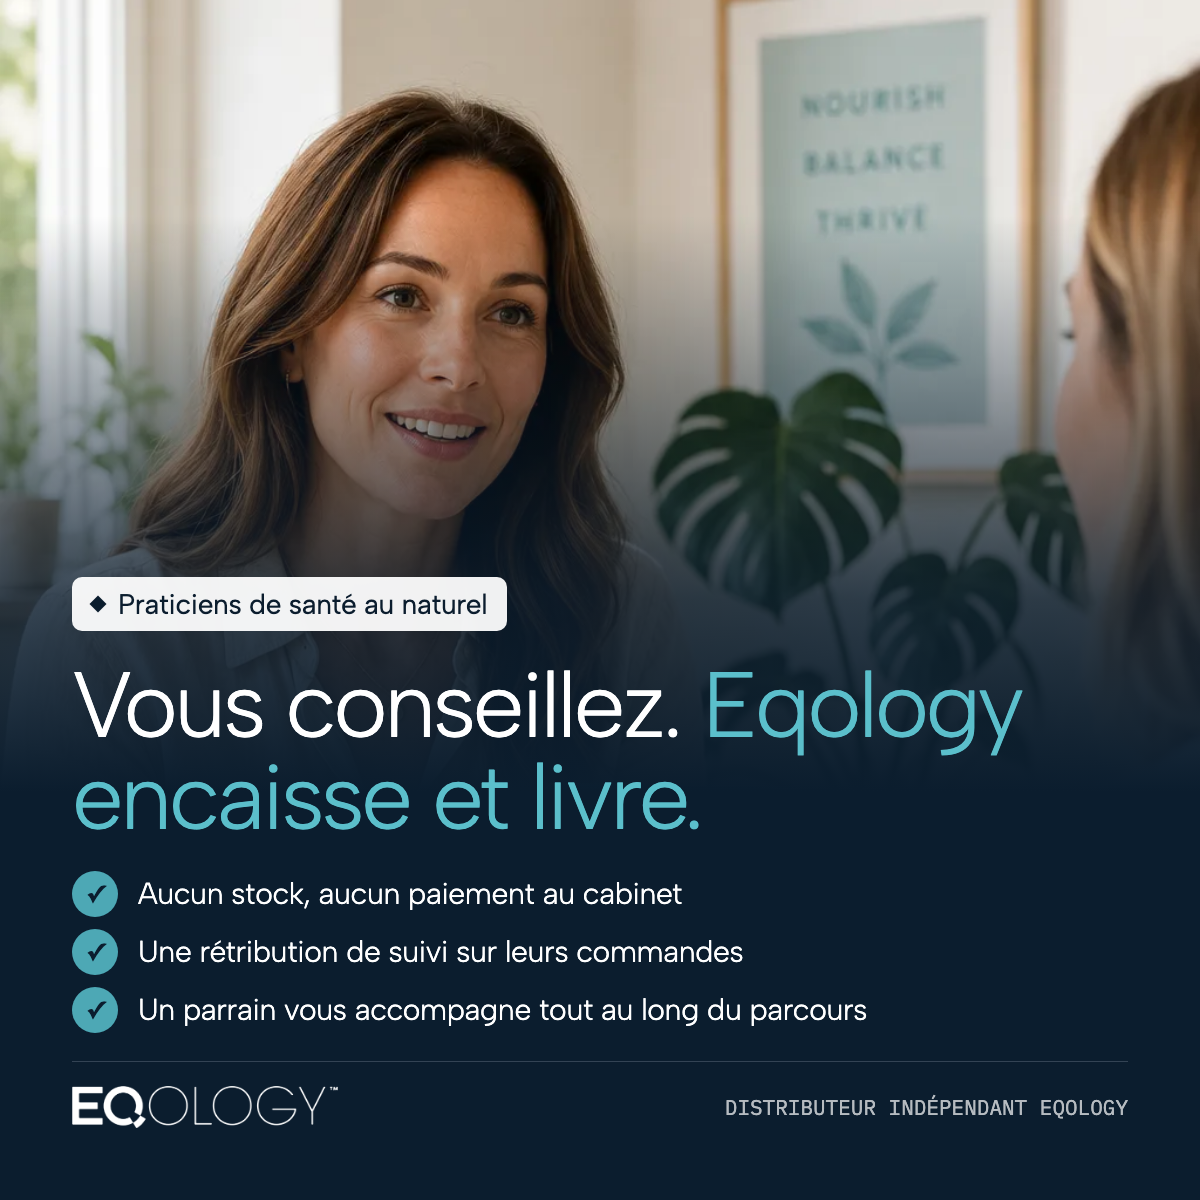 NOURISH
BALANCE
THRIVE
◆ Praticiens de santé au naturel
Vous conseillez. Eqology
encaisse et livre.
✔ Aucun stock, aucun paiement au cabinet
✔ Une rétribution de suivi sur leurs commandes
✔ Un parrain vous accompagne tout au long du parcours
EQOLOGY™
DISTRIBUTEUR INDÉPENDANT EQOLOGY